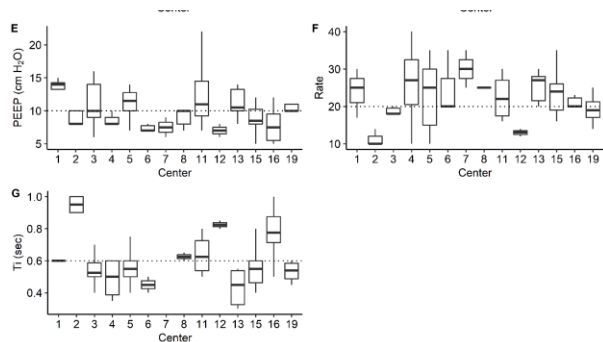 Center
Center
E
F
PEEP (cm H₂O)
20
15
10
5
1 2 3 4 5 6 7 8 11 12 13 15 16 19
Center
Rate
40
30
20
10
1 2 3 4 5 6 7 8 11 12 13 15 16 19
Center
G
Ti (sec)
1.0
0.8
0.6
0.4
1 2 3 4 5 6 7 8 11 12 13 15 16 19
Center